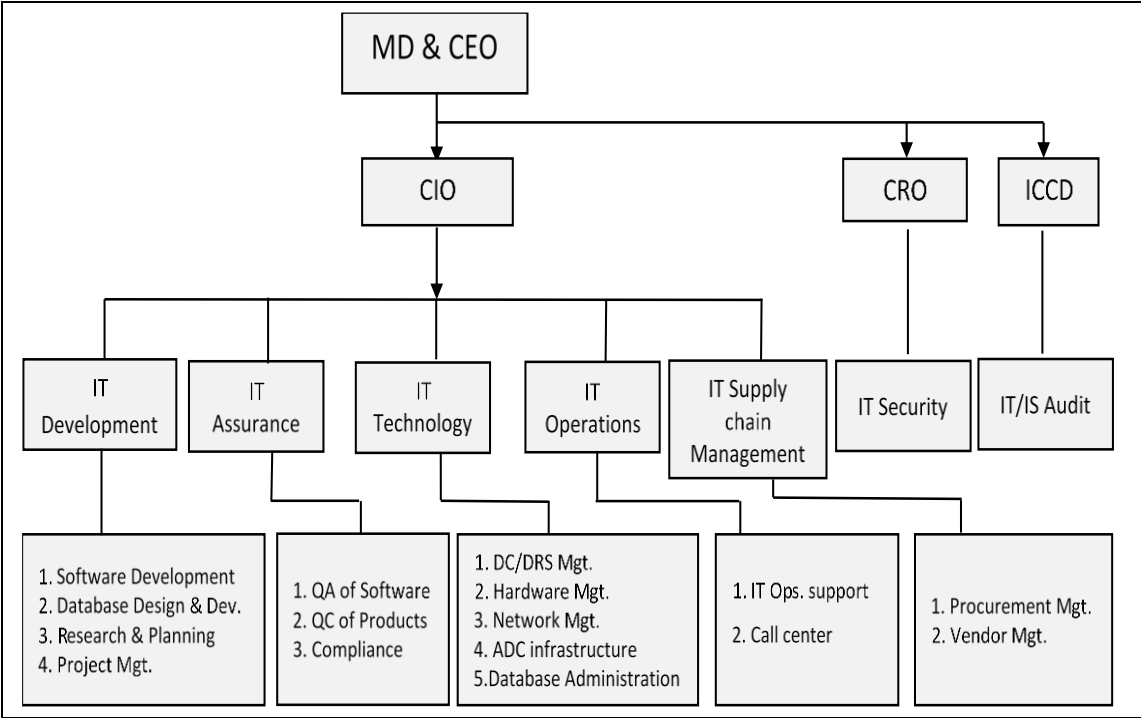 MD & CEO
CIO
CRO
ICCD
IT
Development
IT
Assurance
IT
Technology
IT
Operations
IT Supply
chain
Management
IT Security
IT/IS Audit
1. Software Development
2. Database Design & Dev.
3. Research & Planning
4. Project Mgt.
1. QA of Software
2. QC of Products
3. Compliance
1. DC/DRS Mgt.
2. Hardware Mgt.
3. Network Mgt.
4. ADC infrastructure
5.Database Administration
1. IT Ops. support
2. Call center
1. Procurement Mgt.
2. Vendor Mgt.